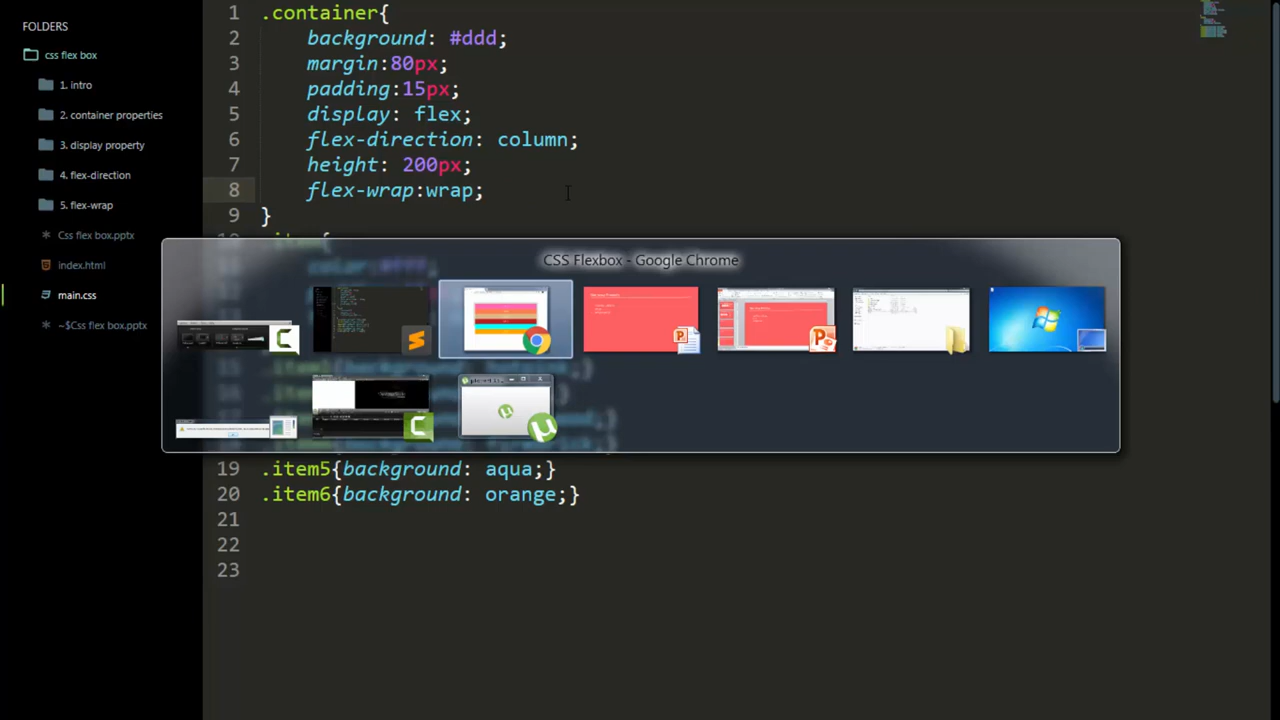 FOLDERS
css flex box
1. intro
2. container properties
3. display property
4. flex-direction
5. flex-wrap
Css flex box.pptx
index.html
main.css
~$Css flex box.pptx
1 .container{
2 background: #ddd;
3 margin:80px;
4 padding:15px;
5 display: flex;
6 flex-direction: column;
7 height: 200px;
8 flex-wrap:wrap;
9 }
CSS Flexbox - Google Chrome
19 .item5{background: aqua;}
20 .item6{background: orange;}
21
22
23